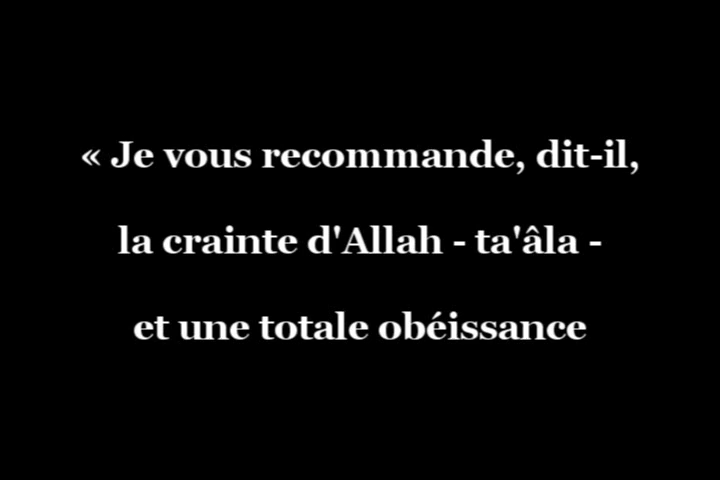 « Je vous recommande, dit-il,
la crainte d'Allah - ta'âla -
et une totale obéissance